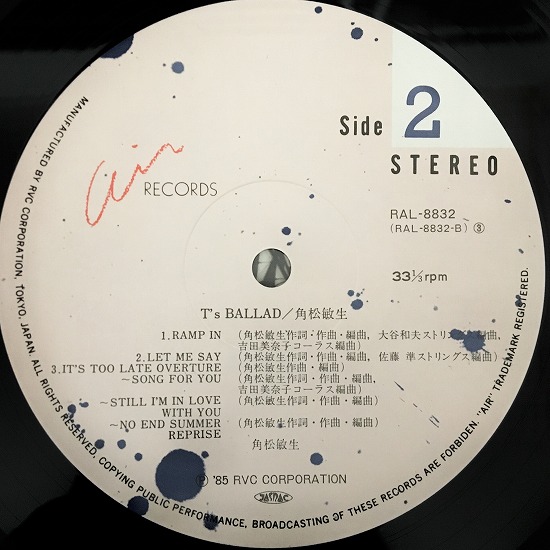 Side 2
STEREO
Air
RECORDS
RAL-8832
(RAL-8832-B) ③
33⅓rpm
T's BALLAD／角松敏生
1.RAMP IN (角松敏生作詞・作曲・編曲, 大谷和夫ストリングス編曲,
吉田美奈子コーラス編曲)
2.LET ME SAY (角松敏生作詞・作曲・編曲, 佐藤 準ストリングス編曲)
3.IT'S TOO LATE OVERTURE (角松敏生作曲・編曲)
～SONG FOR YOU (角松敏生作詞・作曲・編曲,
吉田美奈子コーラス編曲)
～STILL I'M IN LOVE
WITH YOU (角松敏生作詞・作曲・編曲)
～NO END SUMMER (角松敏生作詞・作曲・編曲)
REPRISE
角松敏生
Ⓟ '85 RVC CORPORATION
JASRAC
MANUFACTURED BY RVC CORPORATION, TOKYO, JAPAN. ALL RIGHTS RESERVED. COPYING PUBLIC PERFORMANCE, BROADCASTING OF THESE RECORDS ARE FORBIDDEN. "AIR" TRADEMARK REGISTERED.